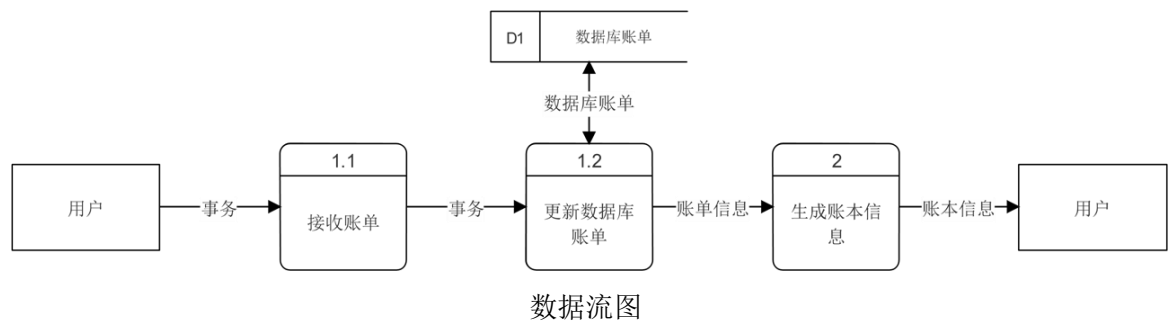 D1
数据库账单
数据库账单
用户
事务
1.1
接收账单
事务
1.2
更新数据库
账单
账单信息
2
生成账本信
息
账本信息
用户
数据流图